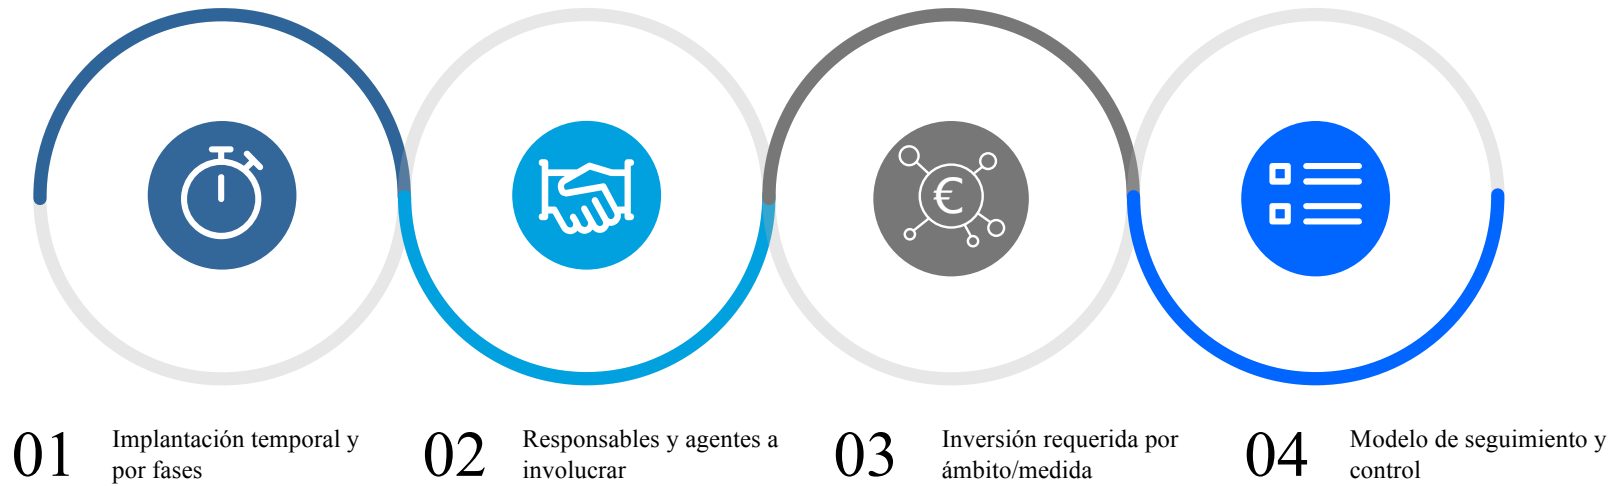 €
01
Implantación temporal y
por fases
02
Responsables y agentes a
involucrar
03
Inversión requerida por
ámbito/medida
04
Modelo de seguimiento y
control